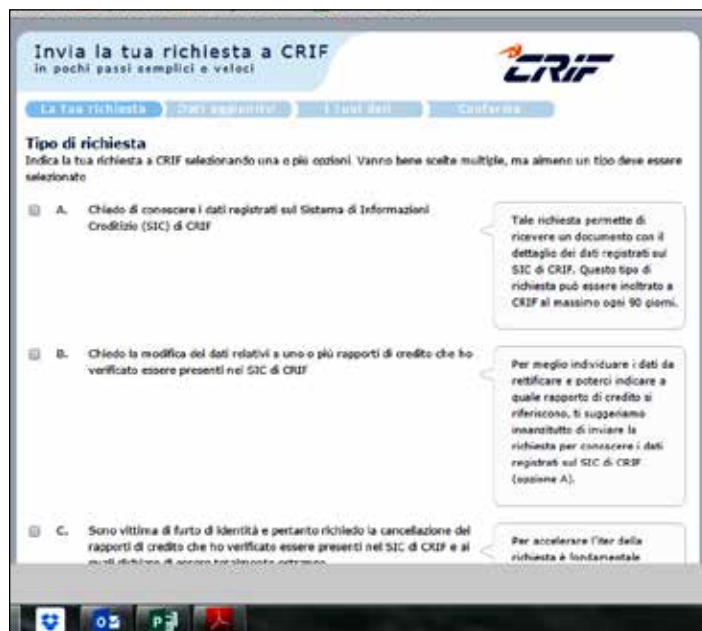 Invia la tua richiesta a CRIF
in pochi passi semplici e veloci
CRIF
La tua richiesta
Dati aggiuntivi
I tuoi dati
Conferma
Tipo di richiesta
Indica la tua richiesta a CRIF selezionando una o più opzioni. Vanno bene scelte multiple, ma almeno un tipo deve essere
selezionato
A. Chiedo di conoscere i dati registrati sul Sistema di Informazioni
Creditizie (SIC) di CRIF
Tale richiesta permette di
ricevere un documento con il
dettaglio dei dati registrati sul
SIC di CRIF. Questo tipo di
richiesta può essere inoltrato a
CRIF al massimo ogni 90 giorni.
B. Chiedo la modifica dei dati relativi a uno o più rapporti di credito che ho
verificato essere presenti nel SIC di CRIF
Per meglio individuare i dati da
rettificare e poterci indicare a
quale rapporto di credito si
riferiscono, ti suggeriamo
innanzitutto di inviare la
richiesta per conoscere i dati
registrati sul SIC di CRIF
(opzione A).
C. Sono vittima di furto di identità e pertanto richiedo la cancellazione dei
rapporti di credito che ho verificato essere presenti nel SIC di CRIF e ai
quali dichiaro di essere totalmente estraneo
Per accelerare l'iter della
richiesta è fondamentale